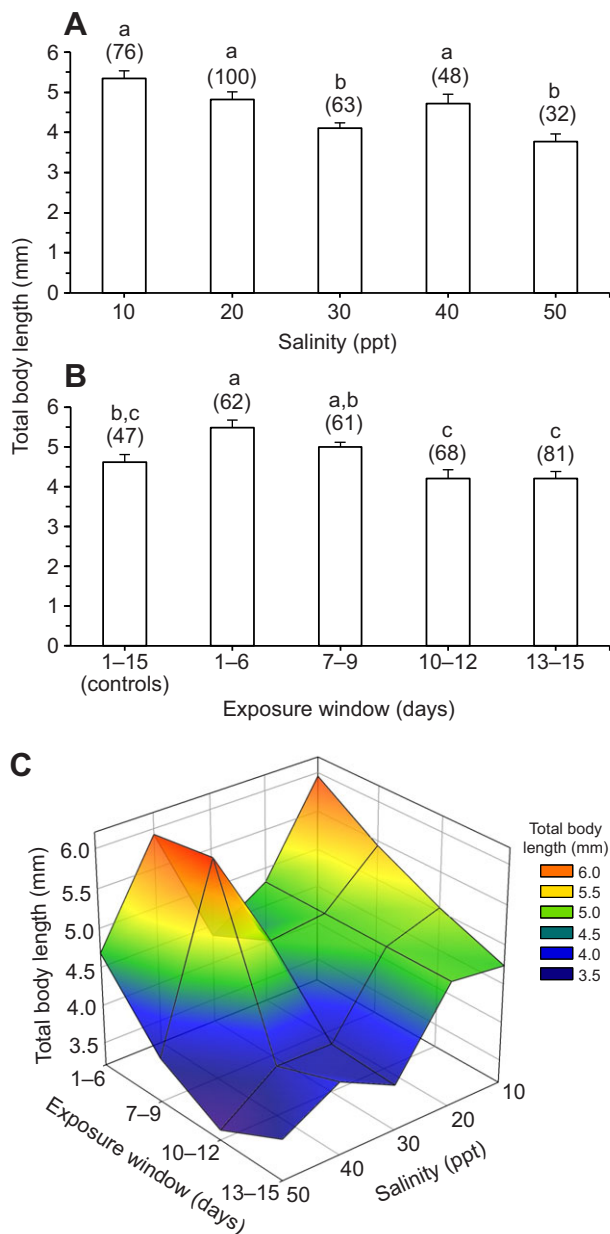 A
Total body length (mm)
6
5
4
3
2
1
0
a
(76)
a
(100)
b
(63)
a
(48)
b
(32)
10
20
30
40
50
Salinity (ppt)
B
6
5
4
3
2
1
0
b,c
(47)
a
(62)
a,b
(61)
c
(68)
c
(81)
1–15
(controls)
1–6
7–9
10–12
13–15
Exposure window (days)
C
Total body length (mm)
6.0
5.5
5.0
4.5
4.0
3.5
1–6
7–9
10–12
13–15
Exposure window (days)
50
40
30
20
10
Salinity (ppt)
Total body
length (mm)
6.0
5.5
5.0
4.5
4.0
3.5